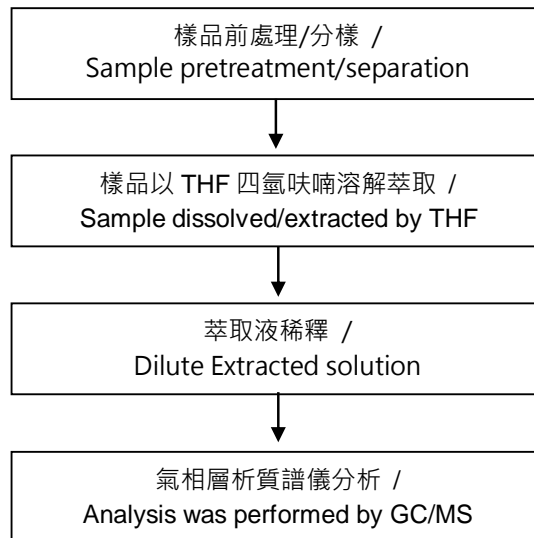 樣品前處理/分樣 /
Sample pretreatment/separation
樣品以 THF 四氫呋喃溶解萃取 /
Sample dissolved/extracted by THF
萃取液稀釋 /
Dilute Extracted solution
氣相層析質譜儀分析 /
Analysis was performed by GC/MS